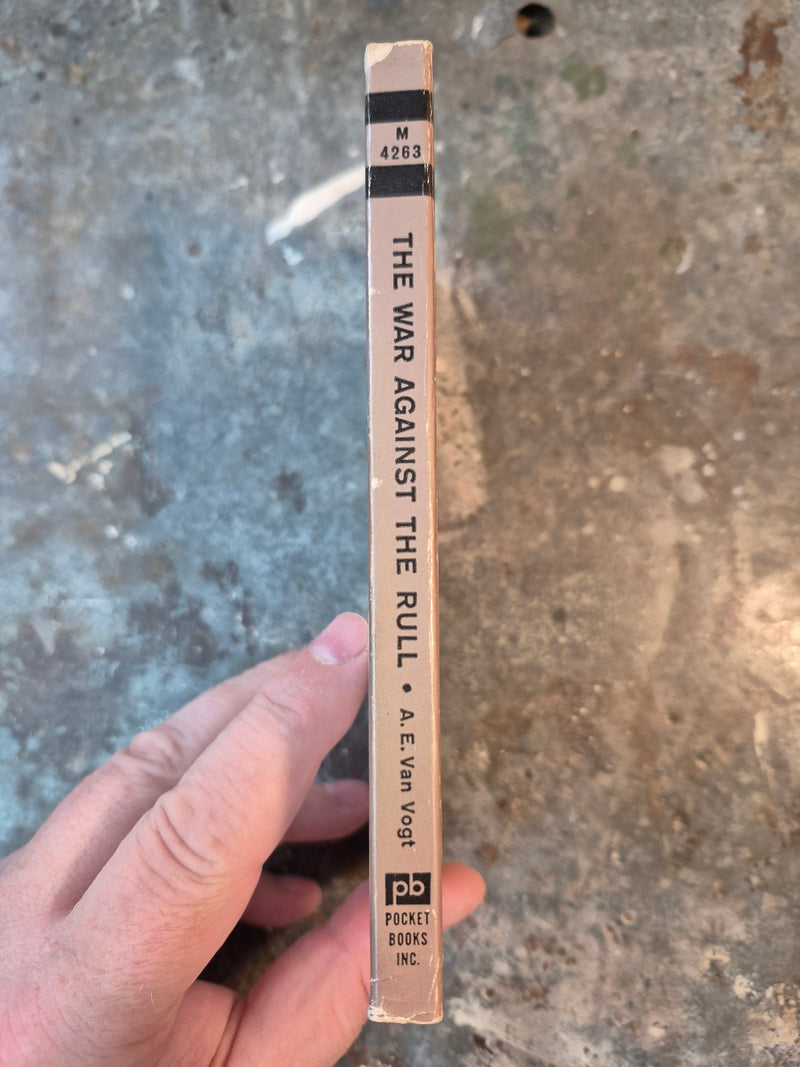 M
4263
THE WAR AGAINST THE RULL • A. E. Van Vogt
pb
POCKET
BOOKS
INC.